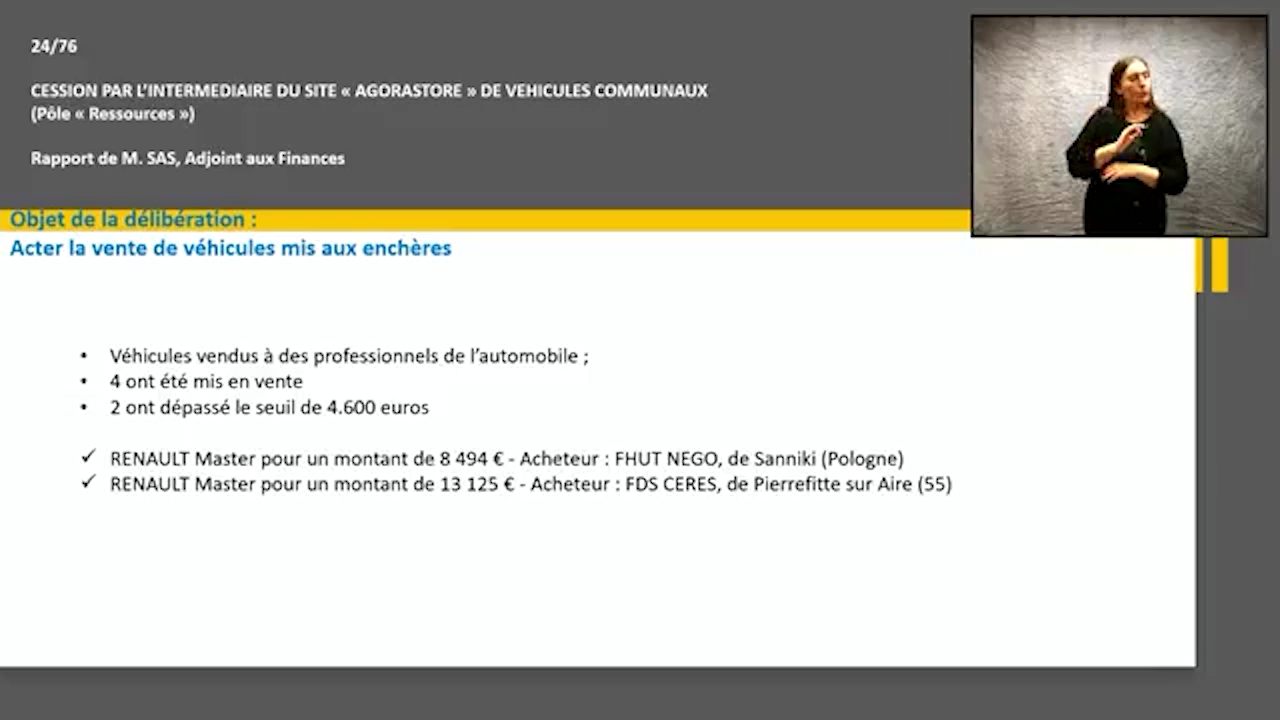 24/76
CESSION PAR L'INTERMEDIAIRE DU SITE « AGORASTORE » DE VEHICULES COMMUNAUX
(Pôle « Ressources »)
Rapport de M. SAS, Adjoint aux Finances
Objet de la délibération :
Acter la vente de véhicules mis aux enchères
• Véhicules vendus à des professionnels de l'automobile ;
• 4 ont été mis en vente
• 2 ont dépassé le seuil de 4.600 euros
✓ RENAULT Master pour un montant de 8 494 € - Acheteur : FHUT NEGO, de Sanniki (Pologne)
✓ RENAULT Master pour un montant de 13 125 € - Acheteur : FDS CERES, de Pierrefitte sur Aire (55)